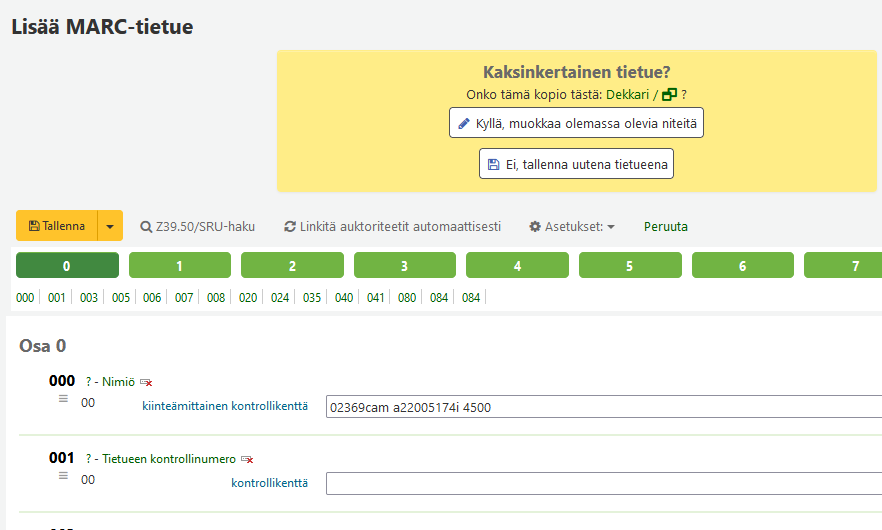 Lisää MARC-tietue
Kaksinkertainen tietue?
Onko tämä kopio tästä: Dekkari / ?
Kyllä, muokkaa olemassa olevia niteitä
Ei, tallenna uutena tietueena
Tallenna Z39.50/SRU-haku Linkitä auktoriteetit automaattisesti Asetukset: Peruuta
0 1 2 3 4 5 6 7
000 001 003 005 006 007 008 020 024 035 040 041 080 084 084
Osa 0
000 ? - Nimiö
00 kiinteämittainen kontrollikenttä 02369cam a22005174i 4500
001 ? - Tietueen kontrollinumero
00 kontrollikenttä